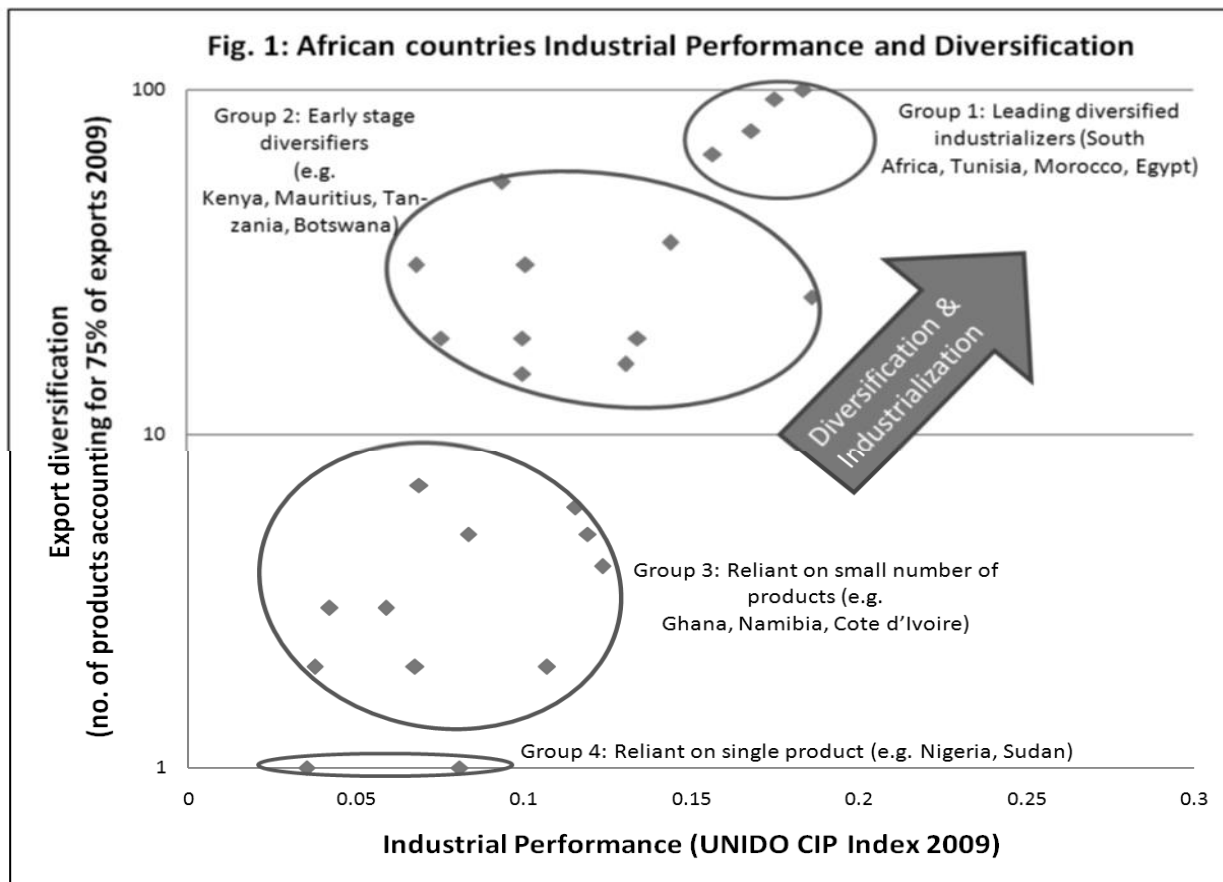 Fig. 1: African countries Industrial Performance and Diversification
Export diversification
(no. of products accounting for 75% of exports 2009)
100
10
1
Group 2: Early stage
diversifiers
(e.g.
Kenya, Mauritius, Tan-
zania, Botswana)
Group 1: Leading diversified
industrializers (South
Africa, Tunisia, Morocco, Egypt)
Diversification &
Industrialization
Group 3: Reliant on small number of
products (e.g.
Ghana, Namibia, Cote d’Ivoire)
Group 4: Reliant on single product (e.g. Nigeria, Sudan)
0 0.05 0.1 0.15 0.2 0.25 0.3
Industrial Performance (UNIDO CIP Index 2009)